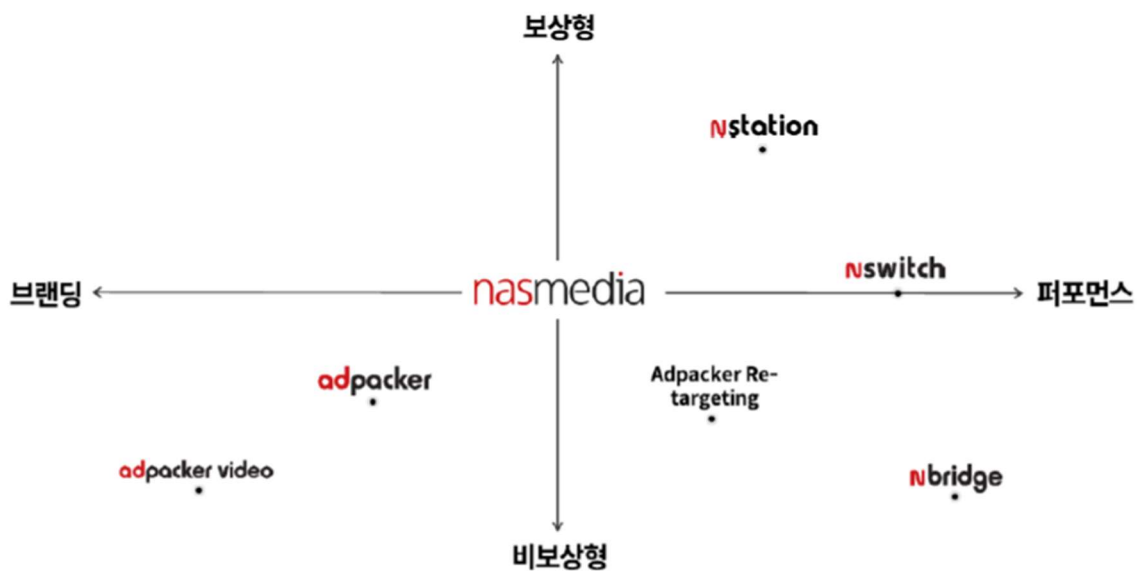 보상형
Nstation
Nswitch
브랜딩
nasmedia
퍼포먼스
adpacker
Adpacker Re-
targeting
adpacker video
Nbridge
비보상형